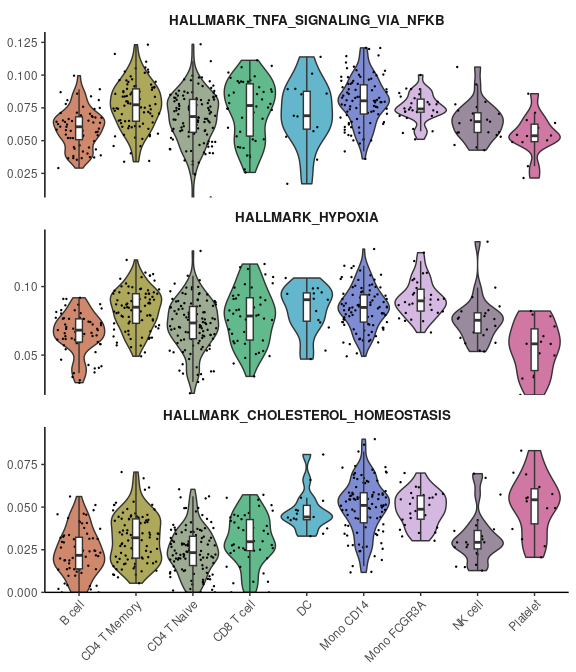 HALLMARK_TNFA_SIGNALING_VIA_NFKB
0.125
0.100
0.075
0.050
0.025
HALLMARK_HYPOXIA
0.10
0.05
HALLMARK_CHOLESTEROL_HOMEOSTASIS
0.075
0.050
0.025
0.000
B cell
CD4 T Memory
CD4 T Naive
CD8 T cell
DC
Mono CD14
Mono FCGR3A
NK cell
Platelet